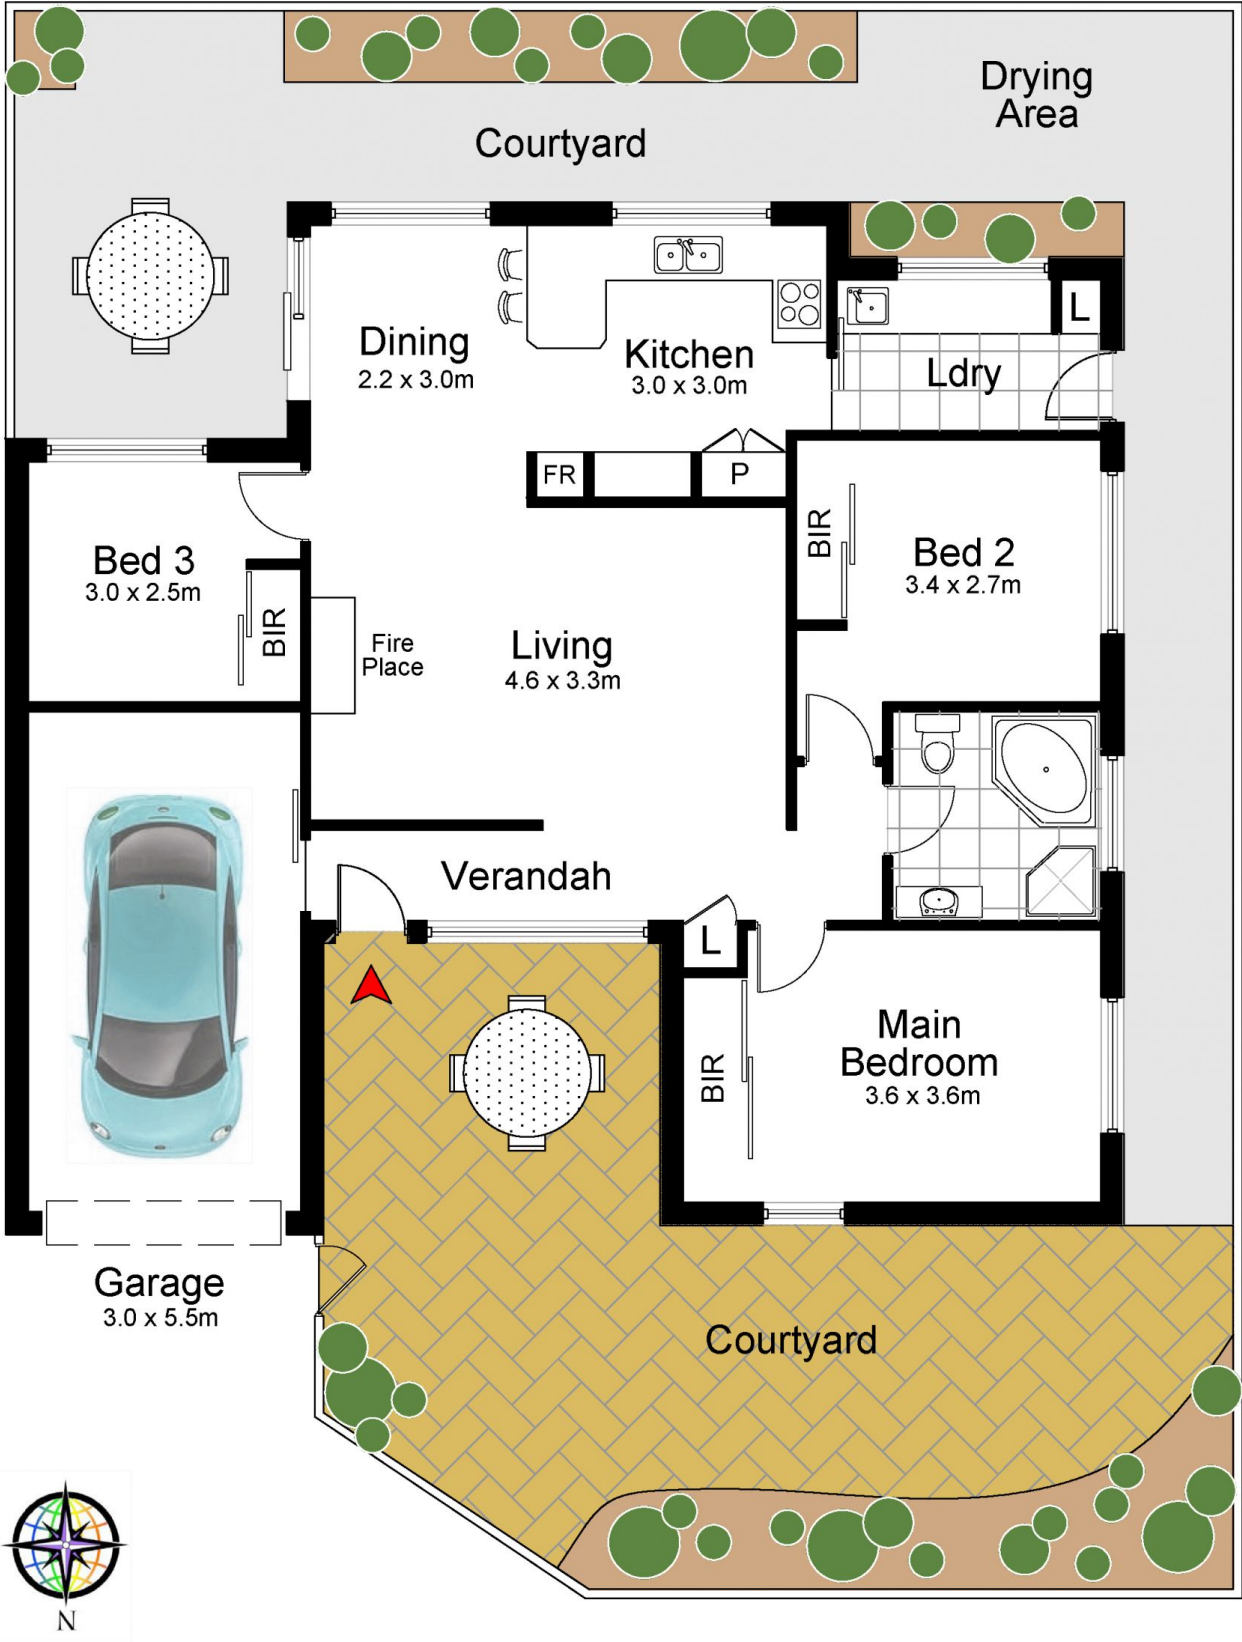 Drying
Area
Courtyard
Dining
2.2 x 3.0m
Kitchen
3.0 x 3.0m
L
Ldry
FR
P
Bed 3
3.0 x 2.5m
BIR
Fire
Place
Living
4.6 x 3.3m
BIR
Bed 2
3.4 x 2.7m
Verandah
L
BIR
Main
Bedroom
3.6 x 3.6m
Garage
3.0 x 5.5m
Courtyard
N